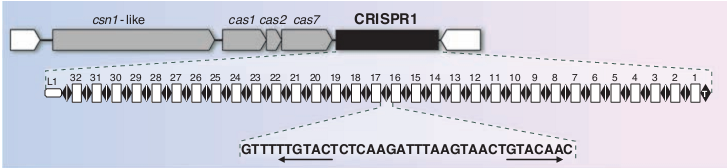 csn1-like cas1 cas2 cas7 CRISPR1
L1 32 31 30 29 28 27 26 25 24 23 22 21 20 19 18 17 16 15 14 13 12 11 10 9 8 7 6 5 4 3 2 1 T
GTTTTTGTACTCTCAAGATTTAAGTAACTGTACAAC